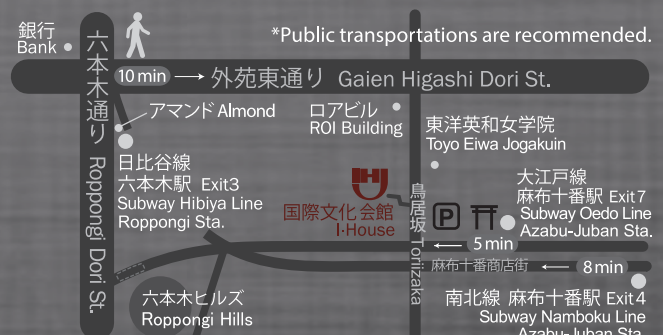 銀行
Bank
*Public transportations are recommended.
六本木通り Roppongi Dori St.
10 min
外苑東通り Gaien Higashi Dori St.
アマンド Almond
ロアビル
ROI Building
東洋英和女学院
Toyo Eiwa Jogakuin
日比谷線
六本木駅 Exit3
Subway Hibiya Line
Roppongi Sta.
国際文化会館
I-House
鳥居坂 Toriizaka
P
大江戸線
麻布十番駅 Exit7
Subway Oedo Line
Azabu-Juban Sta.
5 min
麻布十番商店街
8 min
六本木ヒルズ
Roppongi Hills
南北線 麻布十番駅 Exit4
Subway Namboku Line
Azabu-Juban Sta.